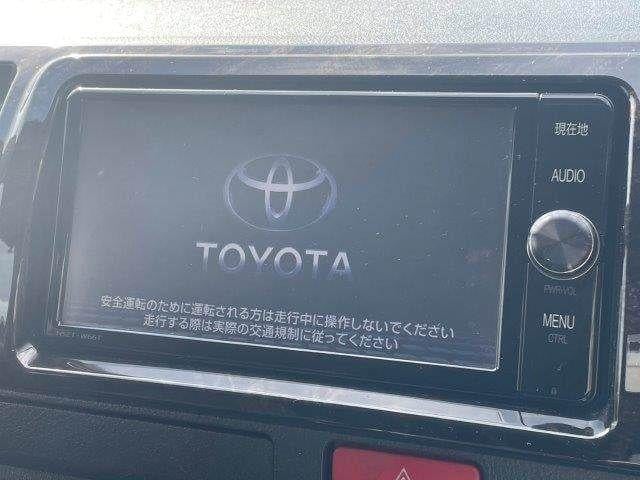 現在地
AUDIO
TOYOTA
PWR·VOL
安全運転のために運転される方は走行中に操作しないでください
走行する際は実際の交通規制に従ってください
NSZT-W66T
MENU
CTRL